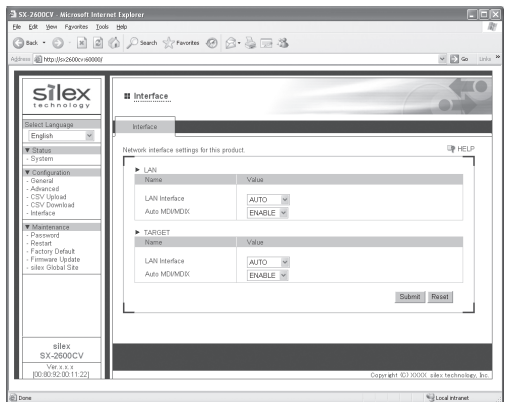 SX-2600CV - Microsoft Internet Explorer
File Edit View Favorites Tools Help
Back Search Favorites
Address http://sx2600cv:60000/ Go Links »
silex
technology
Interface
Select Language
English
Interface
▼ Status
- System
Network interface settings for this product. HELP
▼ Configuration
- General
- Advanced
- CSV Upload
- CSV Download
- Interface
▶ LAN
Name Value
LAN Interface AUTO
Auto MDI/MDIX ENABLE
▼ Maintenance
- Password
- Restart
- Factory Default
- Firmware Update
- silex Global Site
▶ TARGET
Name Value
LAN Interface AUTO
Auto MDI/MDIX ENABLE
Submit Reset
silex
SX-2600CV
Ver.x.x.x
[00:80:92:00:11:22]
Copyright (C) XXXX silex technology, Inc.
Done Local intranet